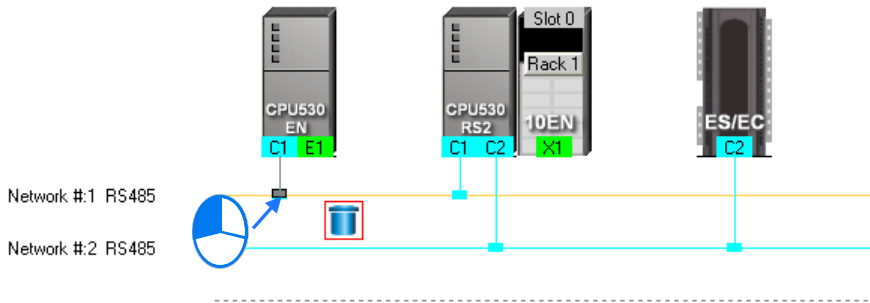 Slot 0
Rack 1
CPU530
EN
CPU530
RS2
10EN
ES/EC
C1 E1
C1 C2
X1
C2
Network #:1 RS485
Network #:2 RS485